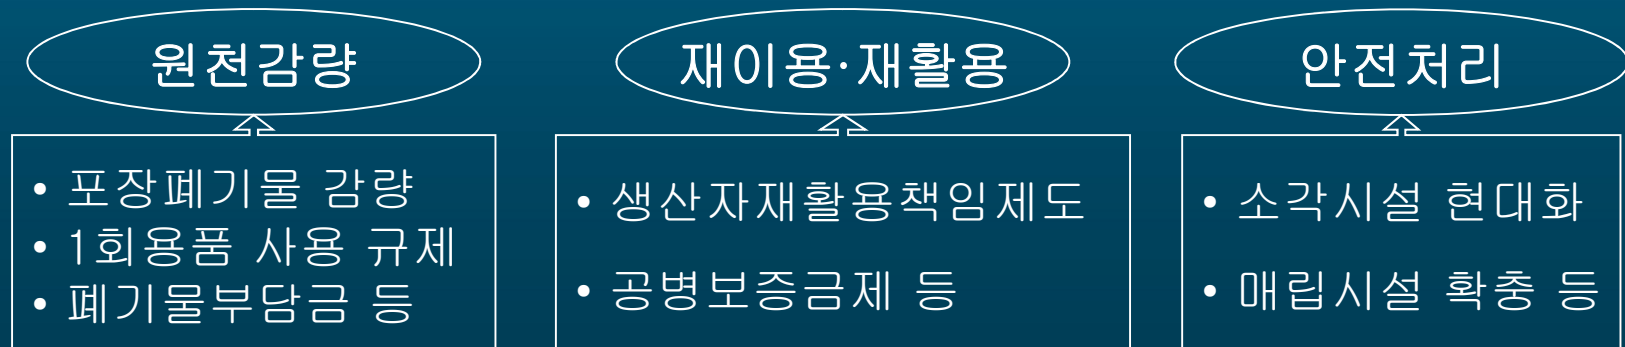 원천감량
• 포장폐기물 감량
• 1회용품 사용 규제
• 폐기물부담금 등
재이용·재활용
• 생산자재활용책임제도
• 공병보증금제 등
안전처리
• 소각시설 현대화
• 매립시설 확충 등